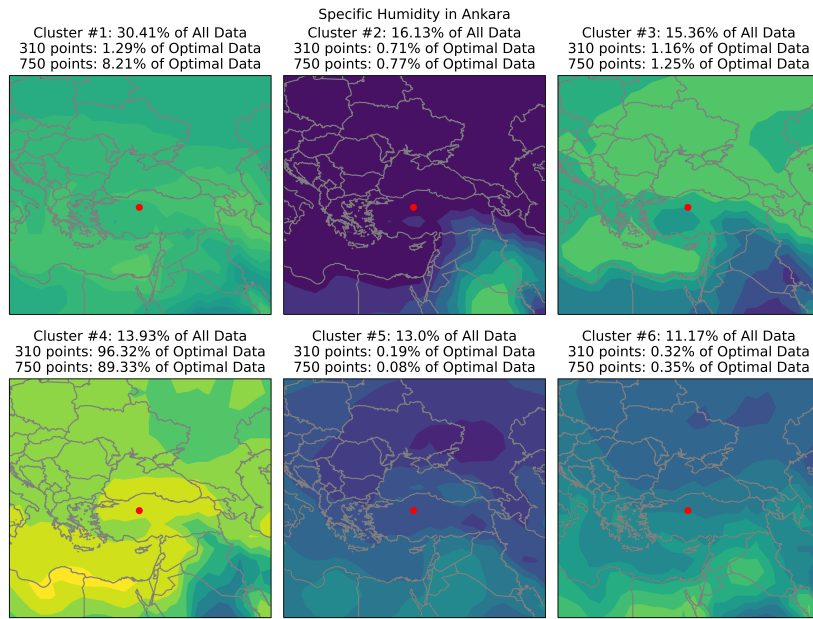 Specific Humidity in Ankara
Cluster #1: 30.41% of All Data
310 points: 1.29% of Optimal Data
750 points: 8.21% of Optimal Data
Cluster #2: 16.13% of All Data
310 points: 0.71% of Optimal Data
750 points: 0.77% of Optimal Data
Cluster #3: 15.36% of All Data
310 points: 1.16% of Optimal Data
750 points: 1.25% of Optimal Data
Cluster #4: 13.93% of All Data
310 points: 96.32% of Optimal Data
750 points: 89.33% of Optimal Data
Cluster #5: 13.0% of All Data
310 points: 0.19% of Optimal Data
750 points: 0.08% of Optimal Data
Cluster #6: 11.17% of All Data
310 points: 0.32% of Optimal Data
750 points: 0.35% of Optimal Data